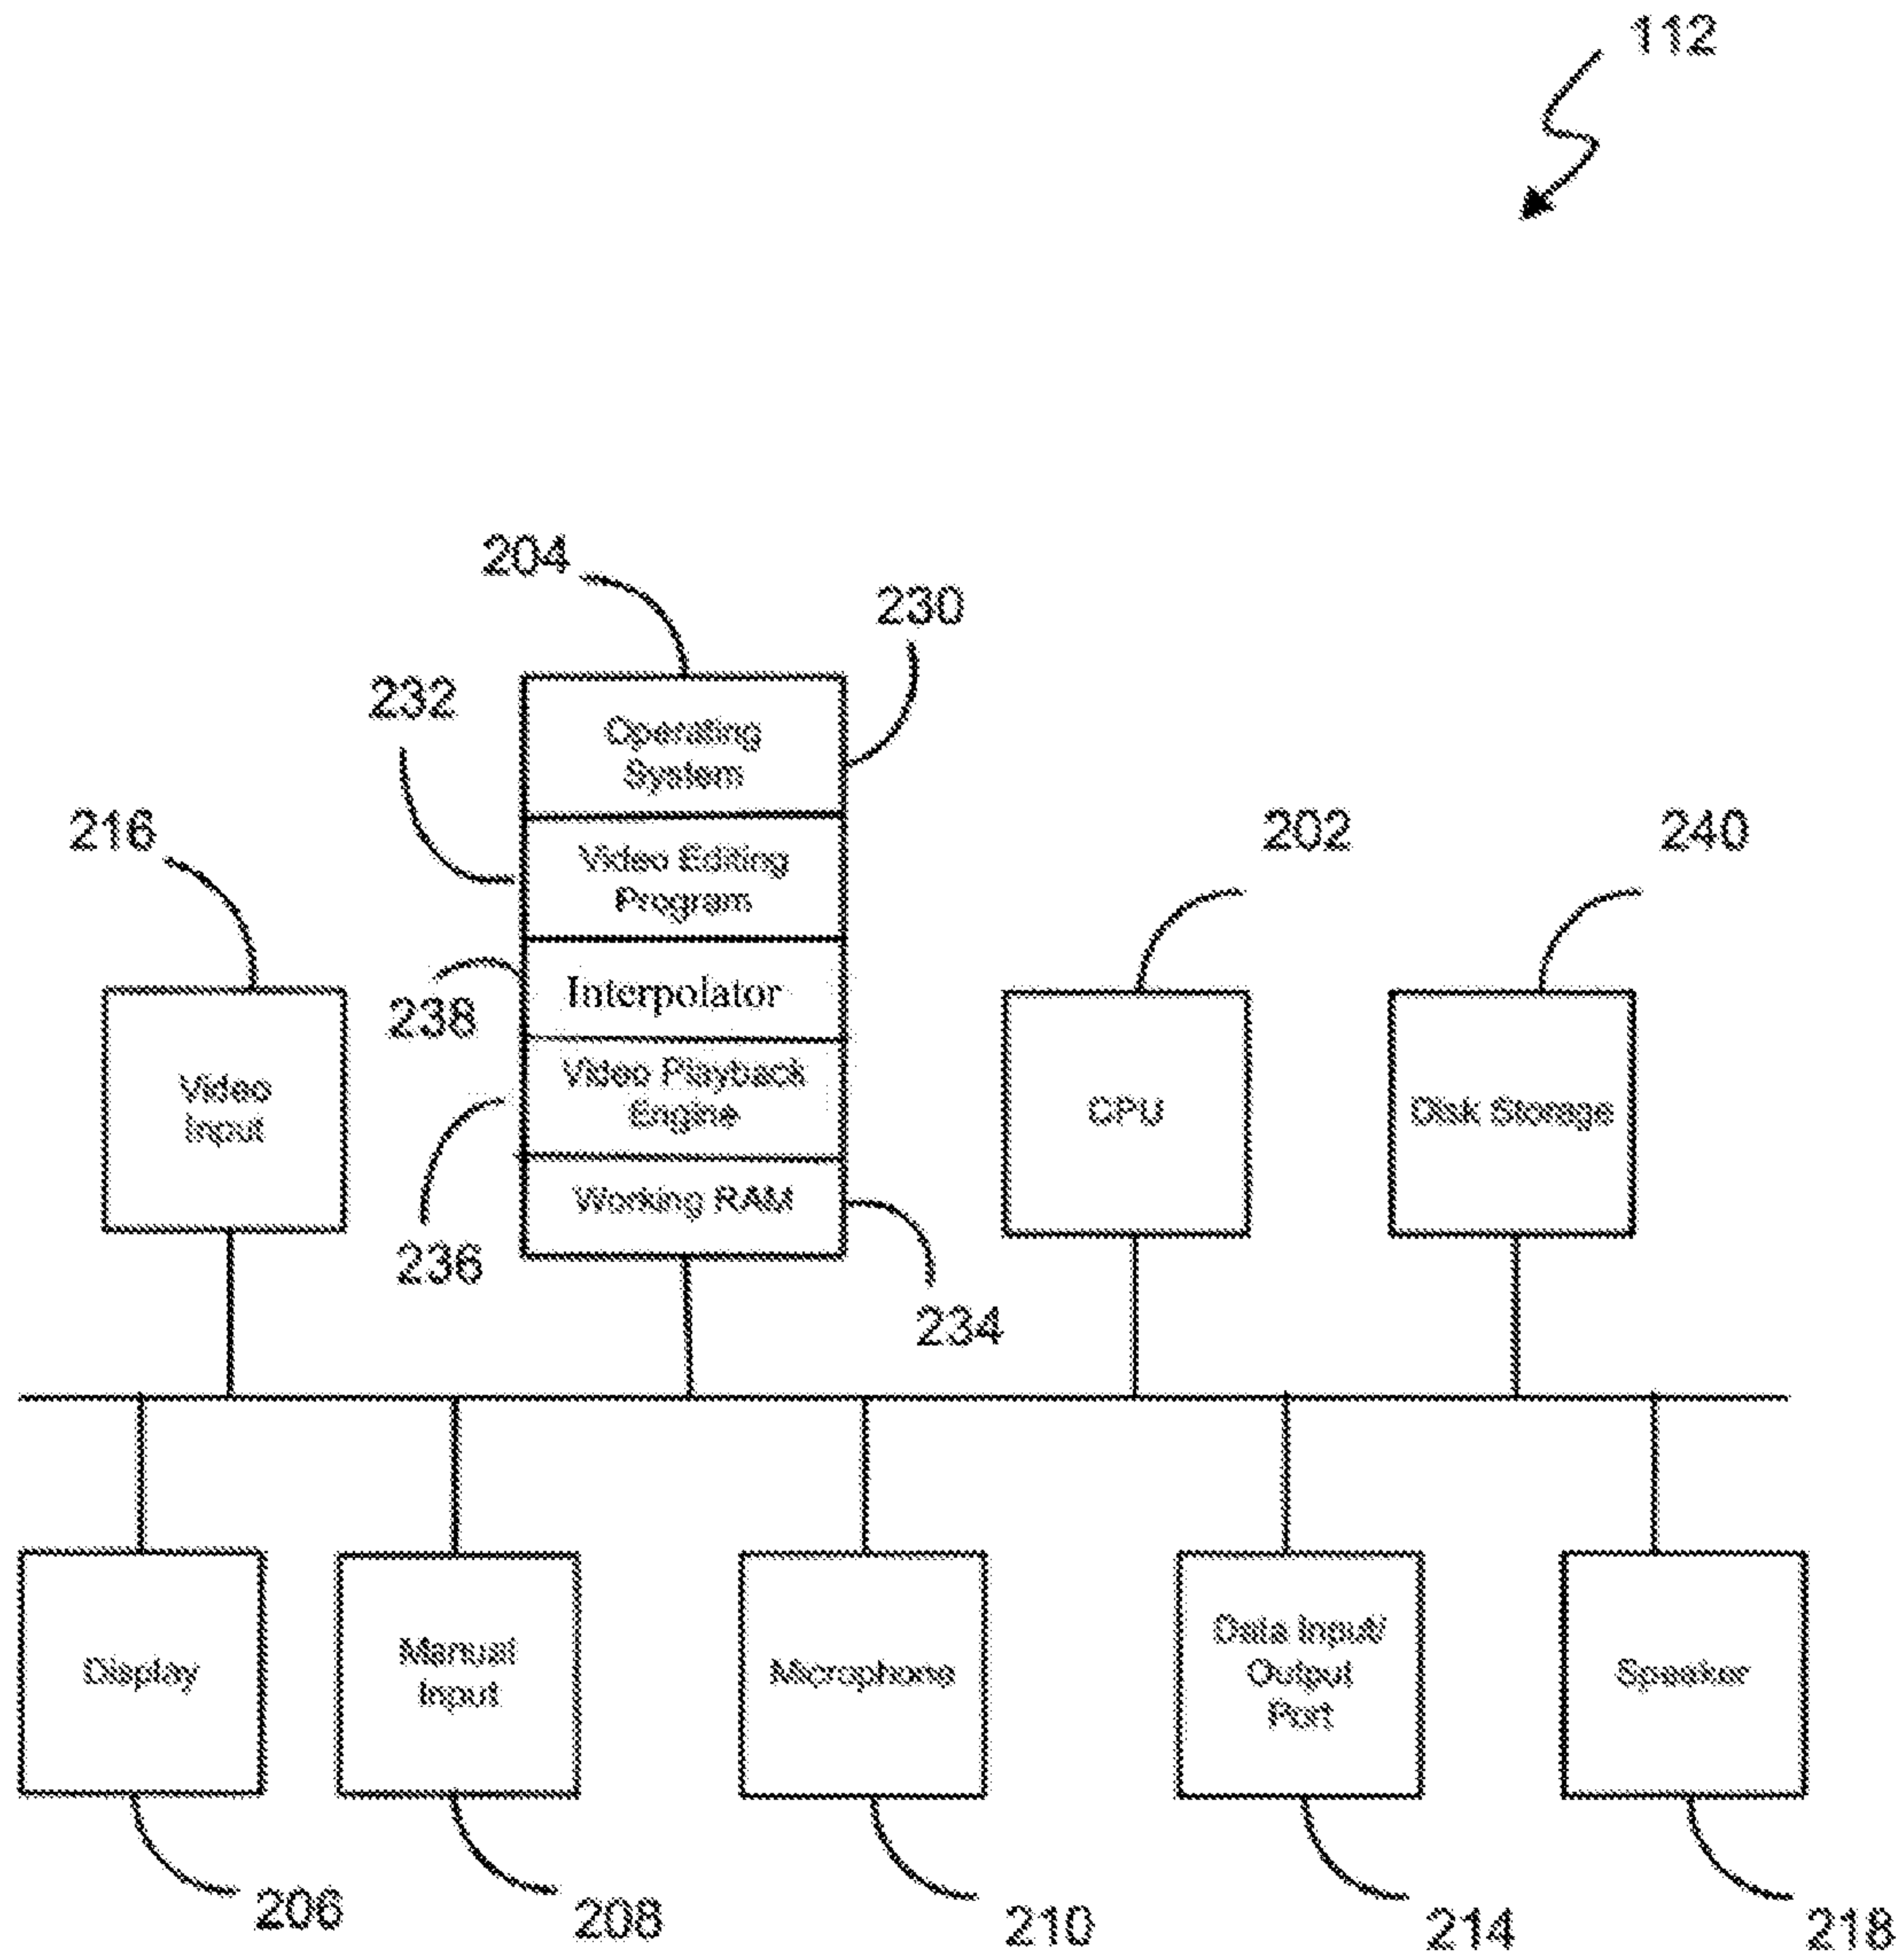 112
204
230
232
Operating
System
216
202
240
Video Editing
Program
238
Interpolator
Video
Input
Video Playback
Engine
CPU
Disk Storage
236
Working RAM
234
Display
Manual
Input
Microphone
Data Input/
Output
Port
Speaker
206
208
210
214
218